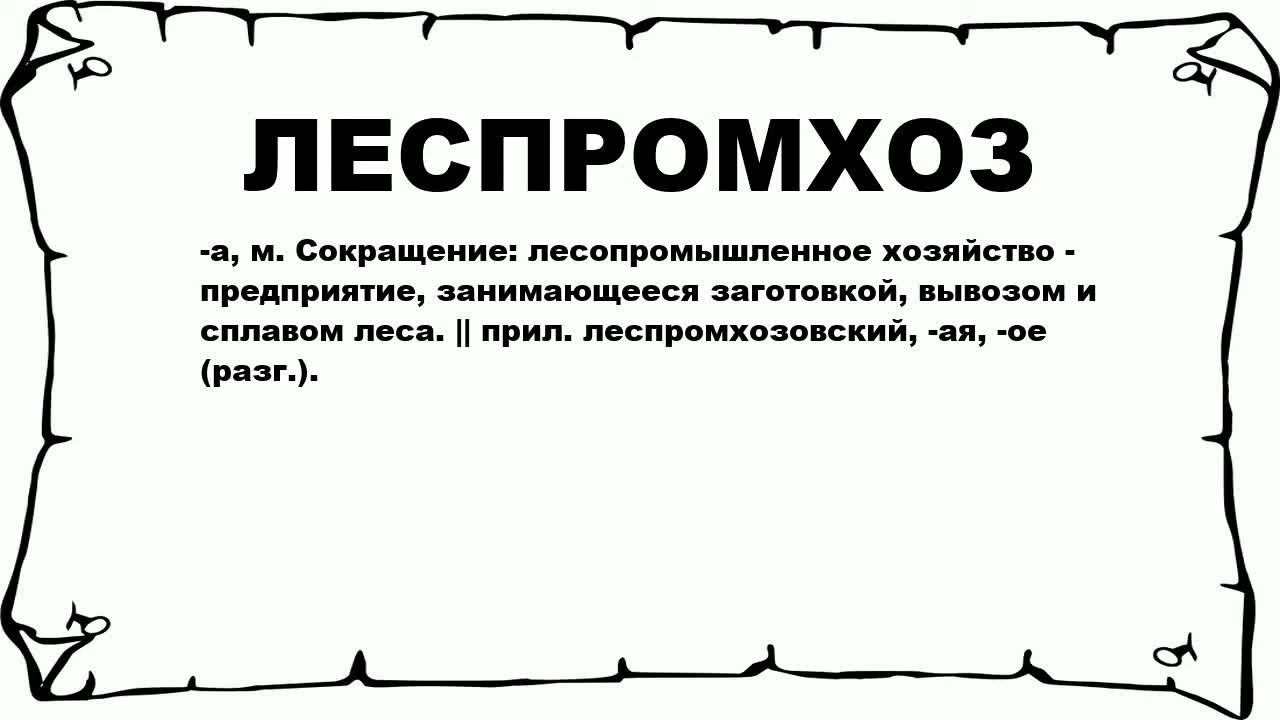 ЛЕСПРОМХОЗ
-а, м. Сокращение: лесопромышленное хозяйство -
предприятие, занимающееся заготовкой, вывозом и
сплавом леса. || прил. леспромхозовский, -ая, -ое
(разг.).